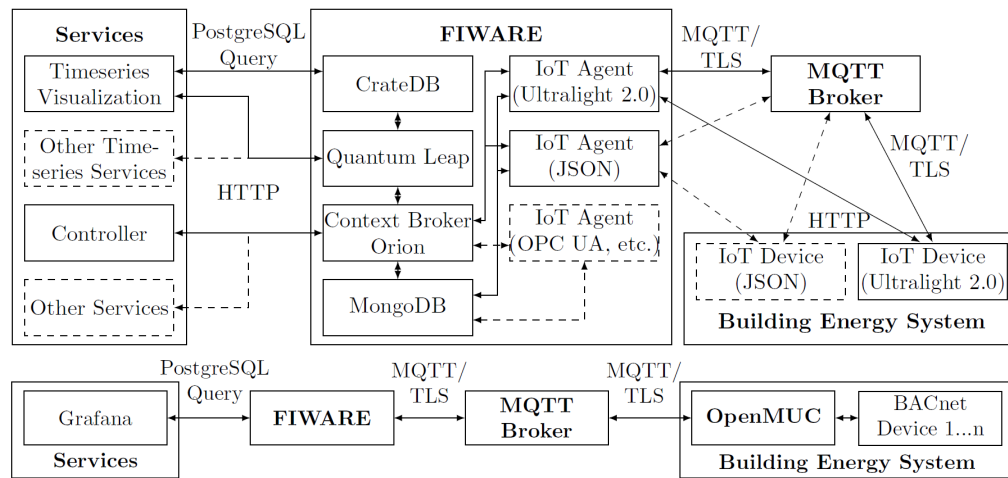 Services
PostgreSQL
Query
FIWARE
MQTT/
TLS
Timeseries
Visualization
CrateDB
IoT Agent
(Ultralight 2.0)
MQTT
Broker
Other Time-
series Services
Quantum Leap
IoT Agent
(JSON)
MQTT/
TLS
HTTP
Controller
Context Broker
Orion
IoT Agent
(OPC UA, etc.)
HTTP
IoT Device
(JSON)
IoT Device
(Ultralight 2.0)
Other Services
MongoDB
Building Energy System
PostgreSQL
Query
MQTT/
TLS
MQTT/
TLS
Grafana
FIWARE
MQTT
Broker
OpenMUC
BACnet
Device 1...n
Services
Building Energy System